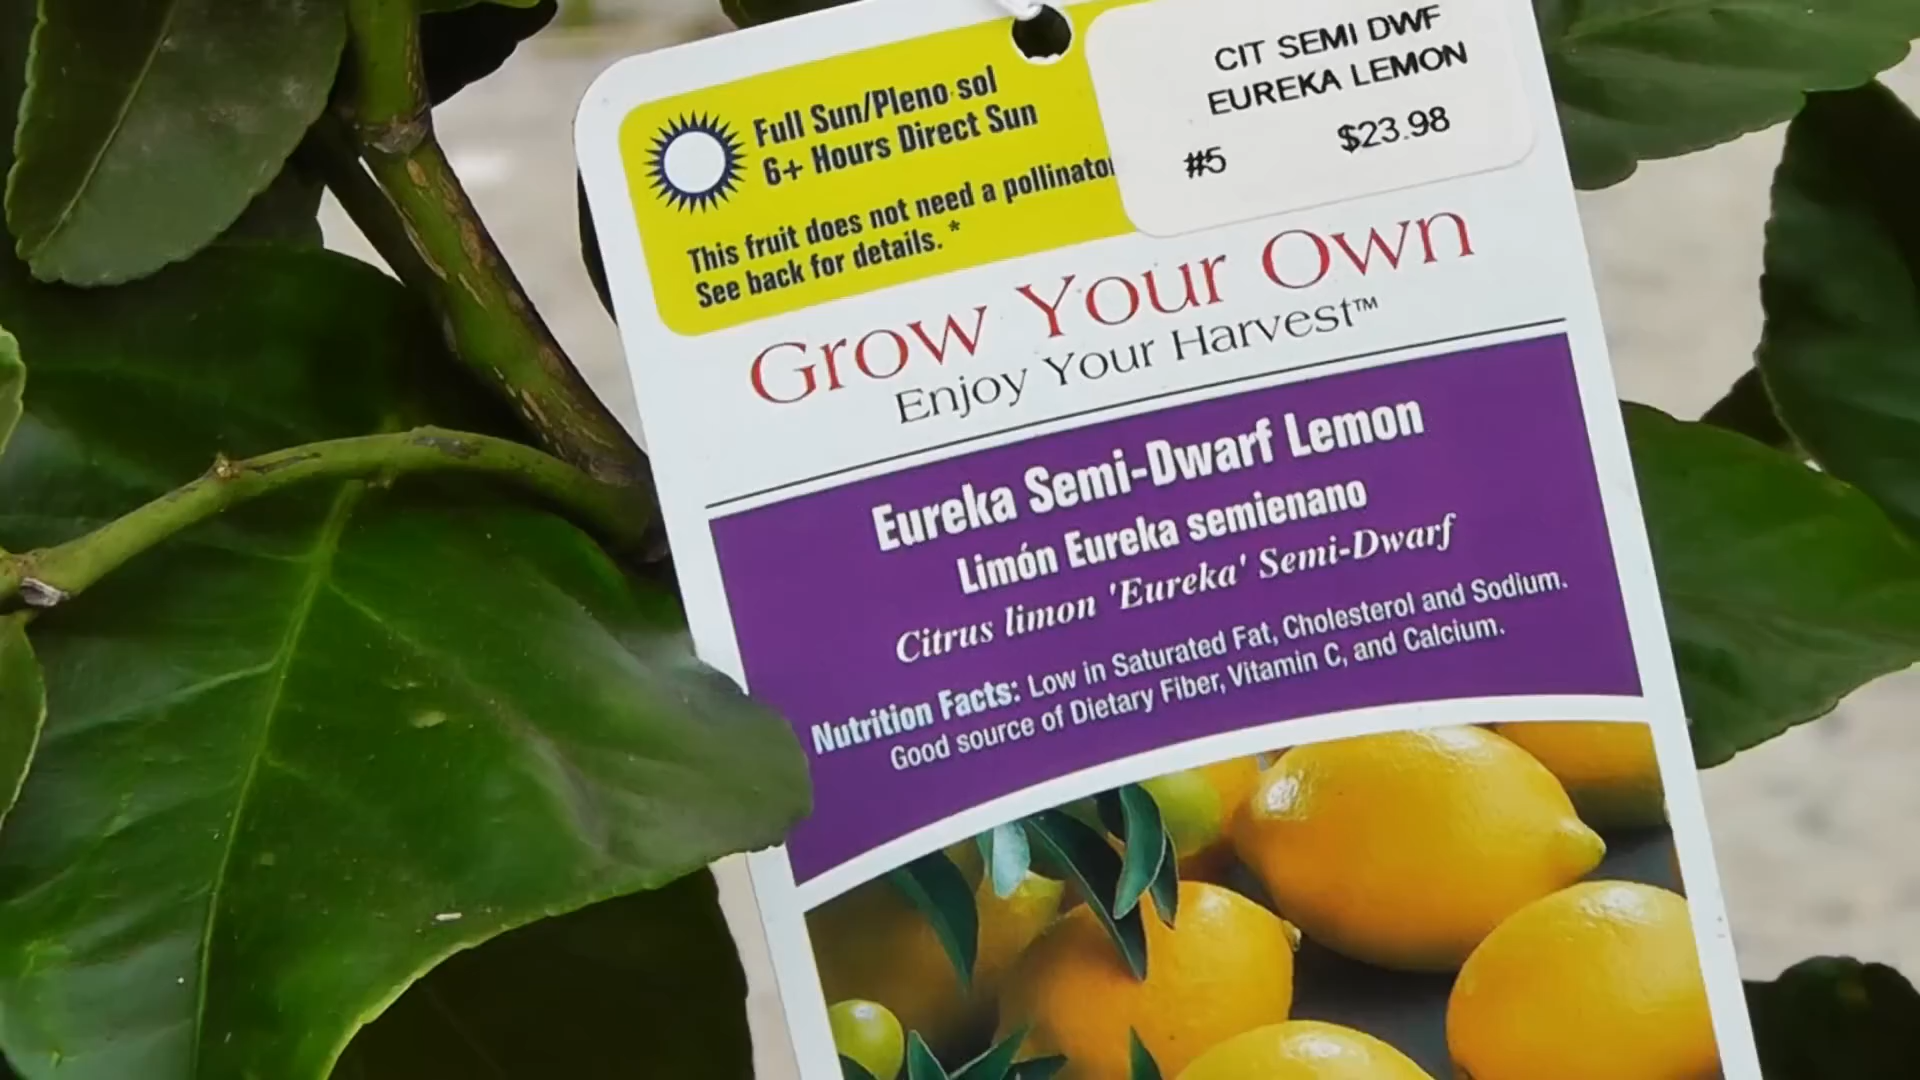 Full Sun/Pleno sol
6+ Hours Direct Sun
This fruit does not need a pollinator
See back for details. *
CIT SEMI DWF
EUREKA LEMON
#5 $23.98
Grow Your Own
Enjoy Your Harvest™
Eureka Semi-Dwarf Lemon
Limón Eureka semienano
Citrus limon 'Eureka' Semi-Dwarf
Nutrition Facts: Low in Saturated Fat, Cholesterol and Sodium.
Good source of Dietary Fiber, Vitamin C, and Calcium.